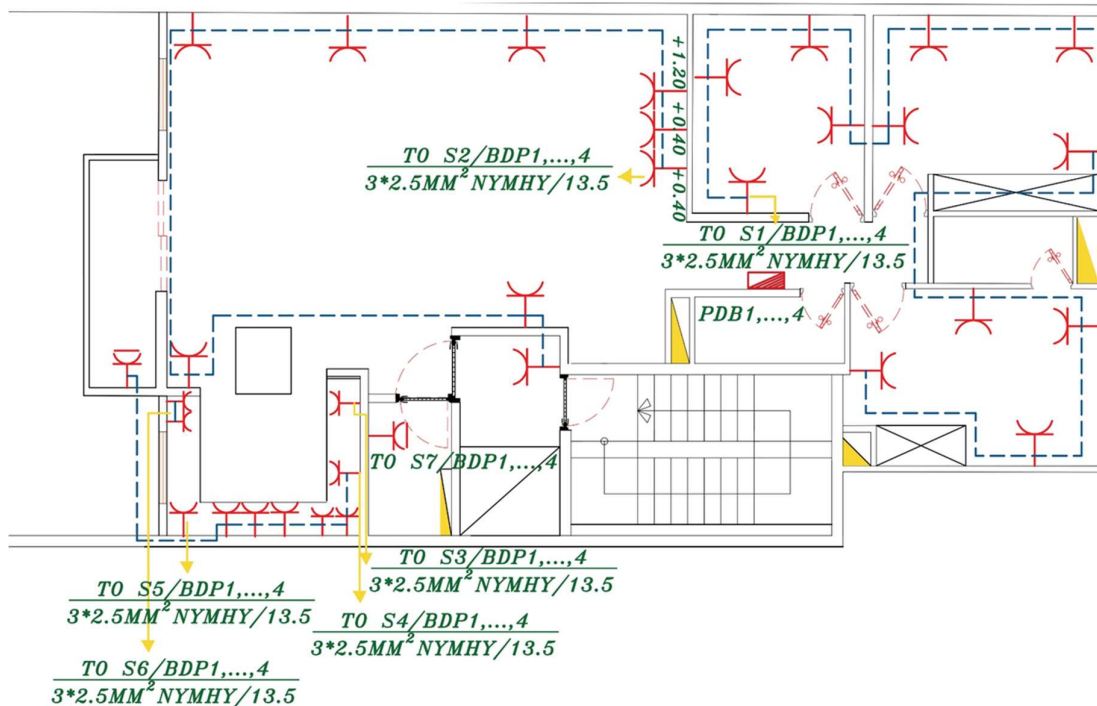 +1.20 +0.40 +0.40
TO S2/BDP1,...,4
3*2.5MM² NYMHY/13.5
TO S1/BDP1,...,4
3*2.5MM² NYMHY/13.5
PDB1,...,4
TO S7/BDP1,...,4
TO S3/BDP1,...,4
3*2.5MM² NYMHY/13.5
TO S5/BDP1,...,4
3*2.5MM² NYMHY/13.5
TO S4/BDP1,...,4
3*2.5MM² NYMHY/13.5
TO S6/BDP1,...,4
3*2.5MM² NYMHY/13.5